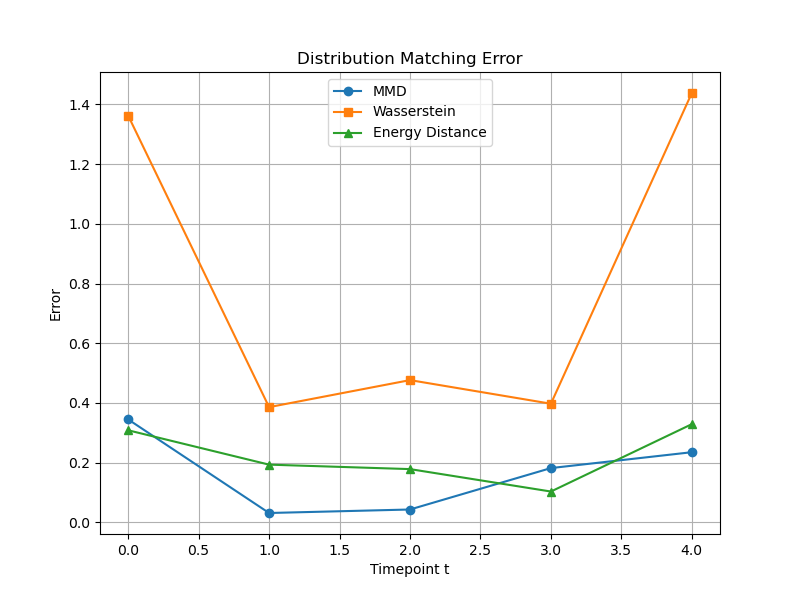 Distribution Matching Error
MMD
Wasserstein
Energy Distance
Error
1.4
1.2
1.0
0.8
0.6
0.4
0.2
0.0
0.0 0.5 1.0 1.5 2.0 2.5 3.0 3.5 4.0
Timepoint t